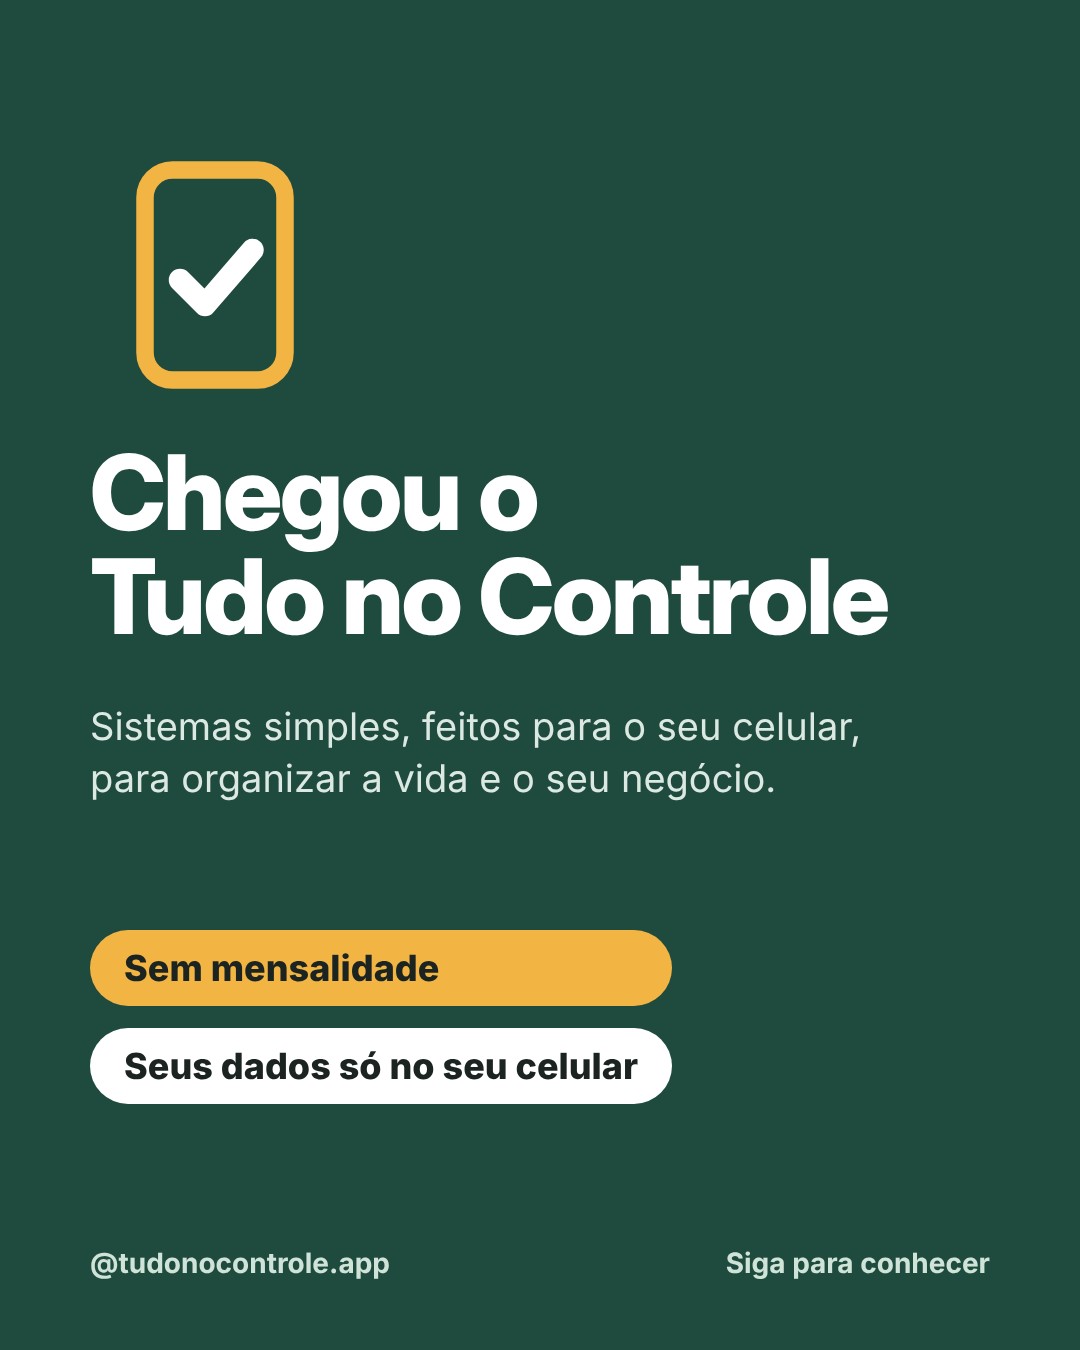 Chegou o
Tudo no Controle
Sistemas simples, feitos para o seu celular,
para organizar a vida e o seu negócio.
Sem mensalidade
Seus dados só no seu celular
@tudonocontrole.app
Siga para conhecer